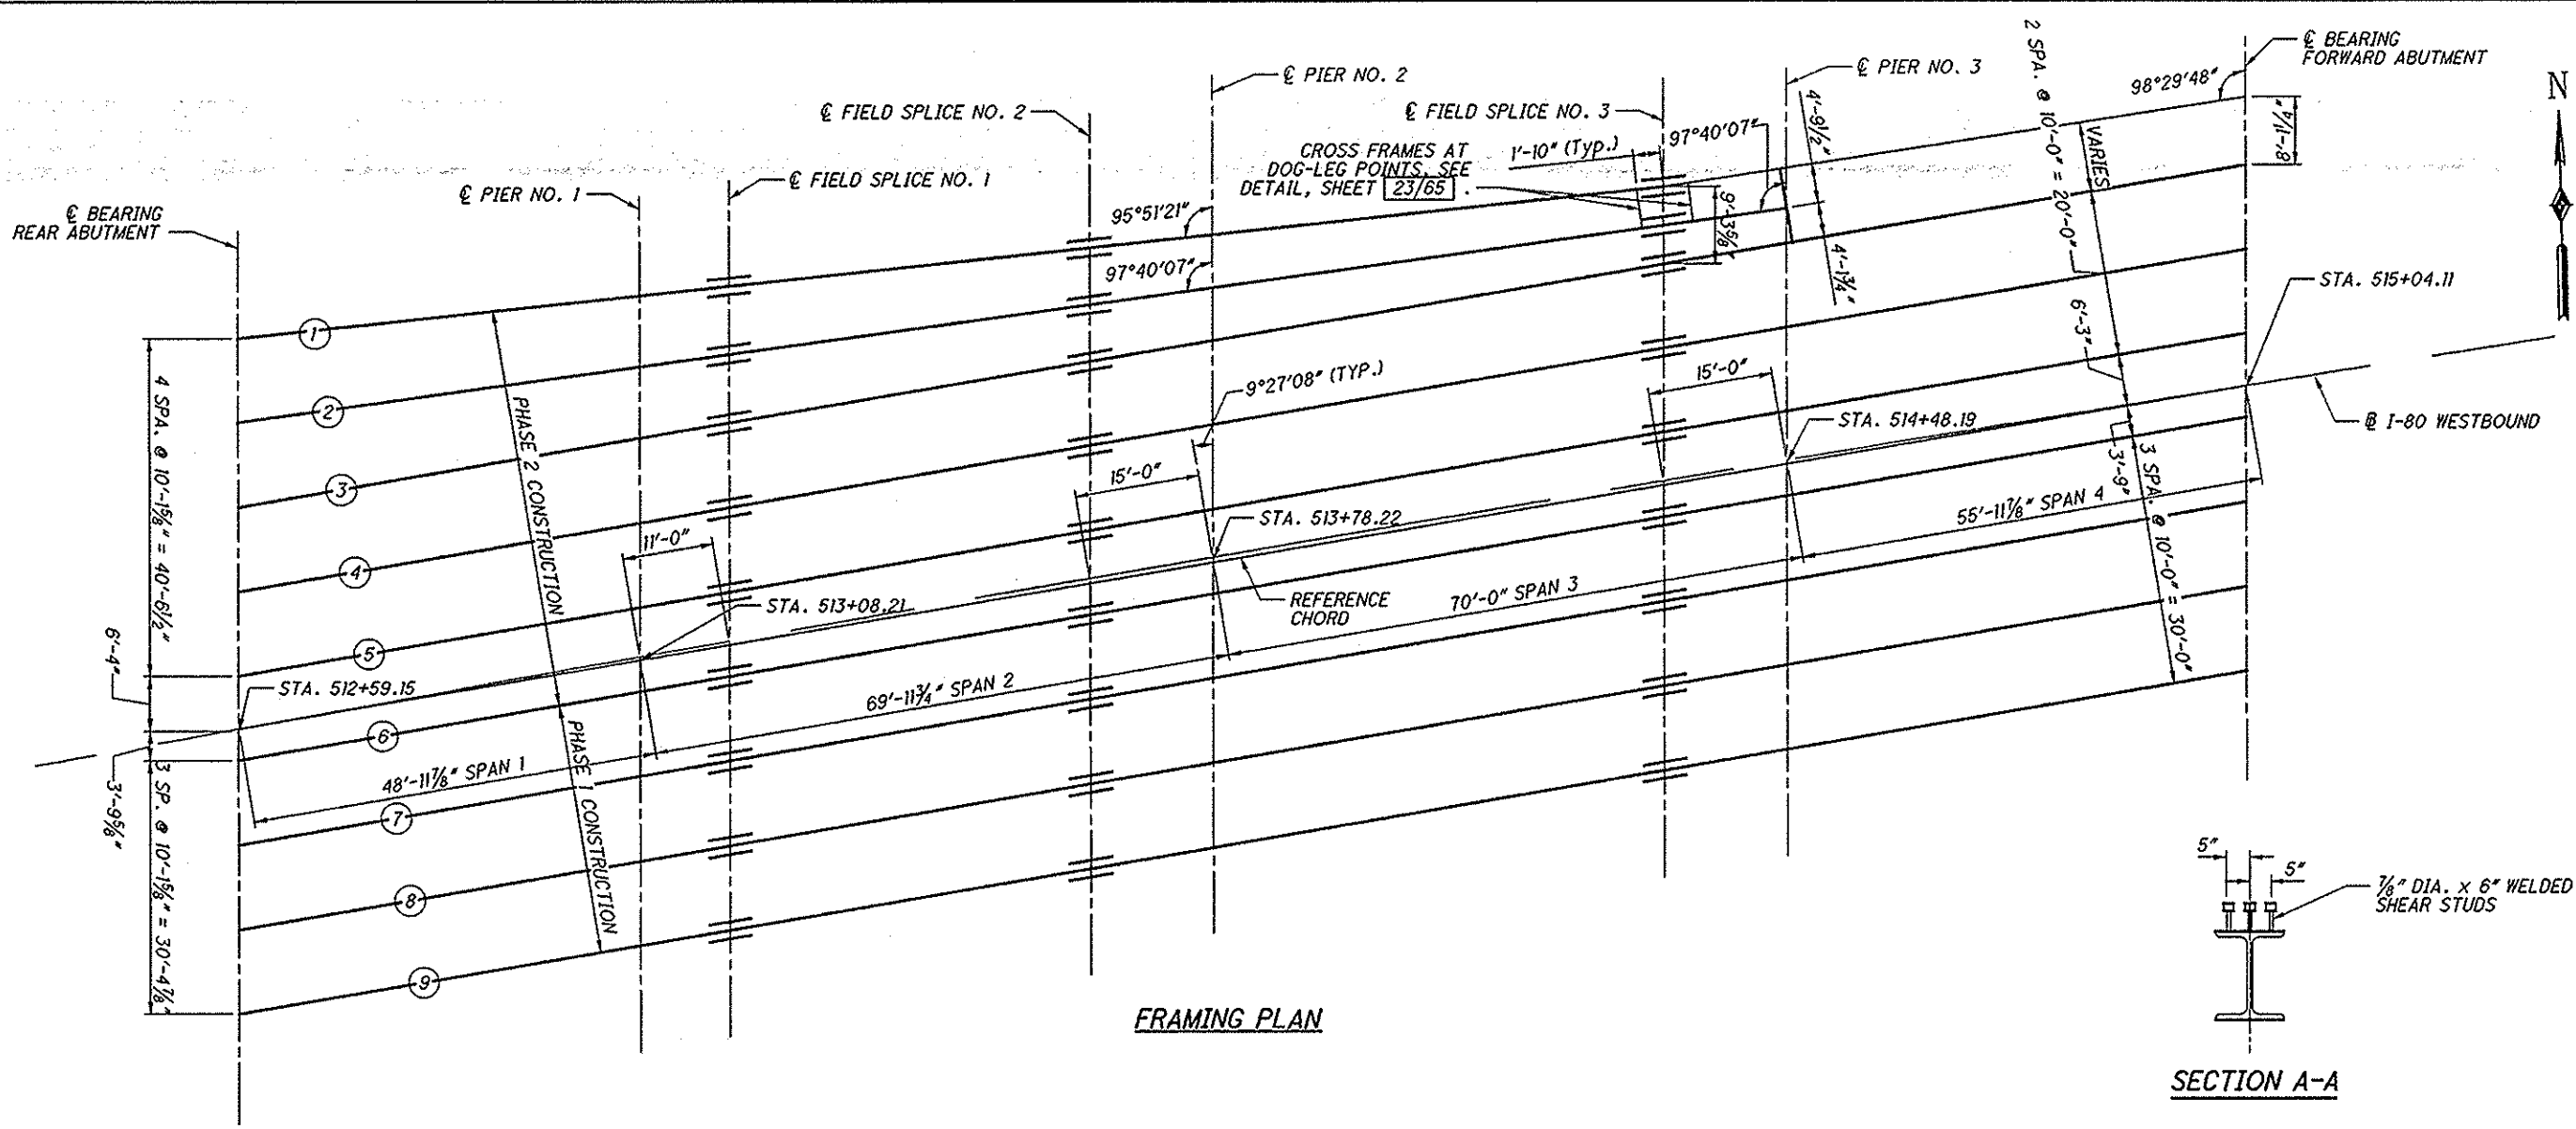 ℄ BEARING
FORWARD ABUTMENT
℄ PIER NO. 2
℄ PIER NO. 3
2 SPA. @ 10'-0" = 20'-0"
98°29'48"
N
℄ FIELD SPLICE NO. 2
℄ FIELD SPLICE NO. 3
4'-9½"
VARIES
8'-11¼"
CROSS FRAMES AT
DOG-LEG POINTS, SEE
DETAIL, SHEET 23/65 .
1'-10" (Typ.)
97°40'07"
℄ PIER NO. 1
℄ FIELD SPLICE NO. 1
℄ BEARING
REAR ABUTMENT
95°51'21"
9'-3⅝"
4'-1¾"
97°40'07"
STA. 515+04.11
6'-3"
1
9°27'08" (TYP.)
15'-0"
2
STA. 514+48.19
℄ I-80 WESTBOUND
3'-9"
3 SPA. @ 10'-0" = 30'-0"
3
15'-0"
4 SPA. @ 10'-1⅝" = 40'-6½"
PHASE 2 CONSTRUCTION
STA. 513+78.22
55'-11⅞" SPAN 4
11'-0"
4
REFERENCE
CHORD
70'-0" SPAN 3
STA. 513+08.21
5
6'-4"
STA. 512+59.15
69'-11¾" SPAN 2
6
48'-11⅞" SPAN 1
3'-9⅝"
PHASE 1 CONSTRUCTION
3 SP. @ 10'-1⅝" = 30'-4⅞"
7
8
9
5"
5"
⅞" DIA. x 6" WELDED
SHEAR STUDS
FRAMING PLAN
SECTION A-A